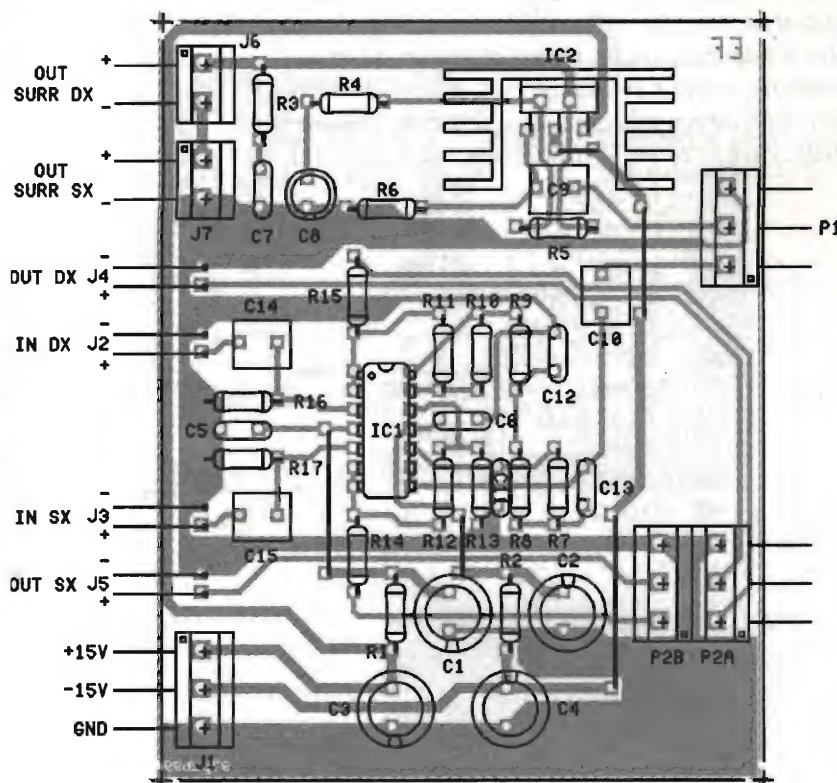 J6
OUT
SURR DX
+
-
OUT
SURR SX
+
-
J7
IC2
R3
R4
R6
C7
C8
C9
R5
P1
OUT DX J4
-
+
R15
C14
IN DX J2
-
+
R11
R10
R9
C10
C12
R16
C5
R17
IC1
C6
C13
IN SX J3
-
+
C15
R14
R12
R13
R8
R7
R2
C2
OUT SX J5
-
+
R1
C1
P2B
P2A
+15V
-15V
GND
C3
C4
J1